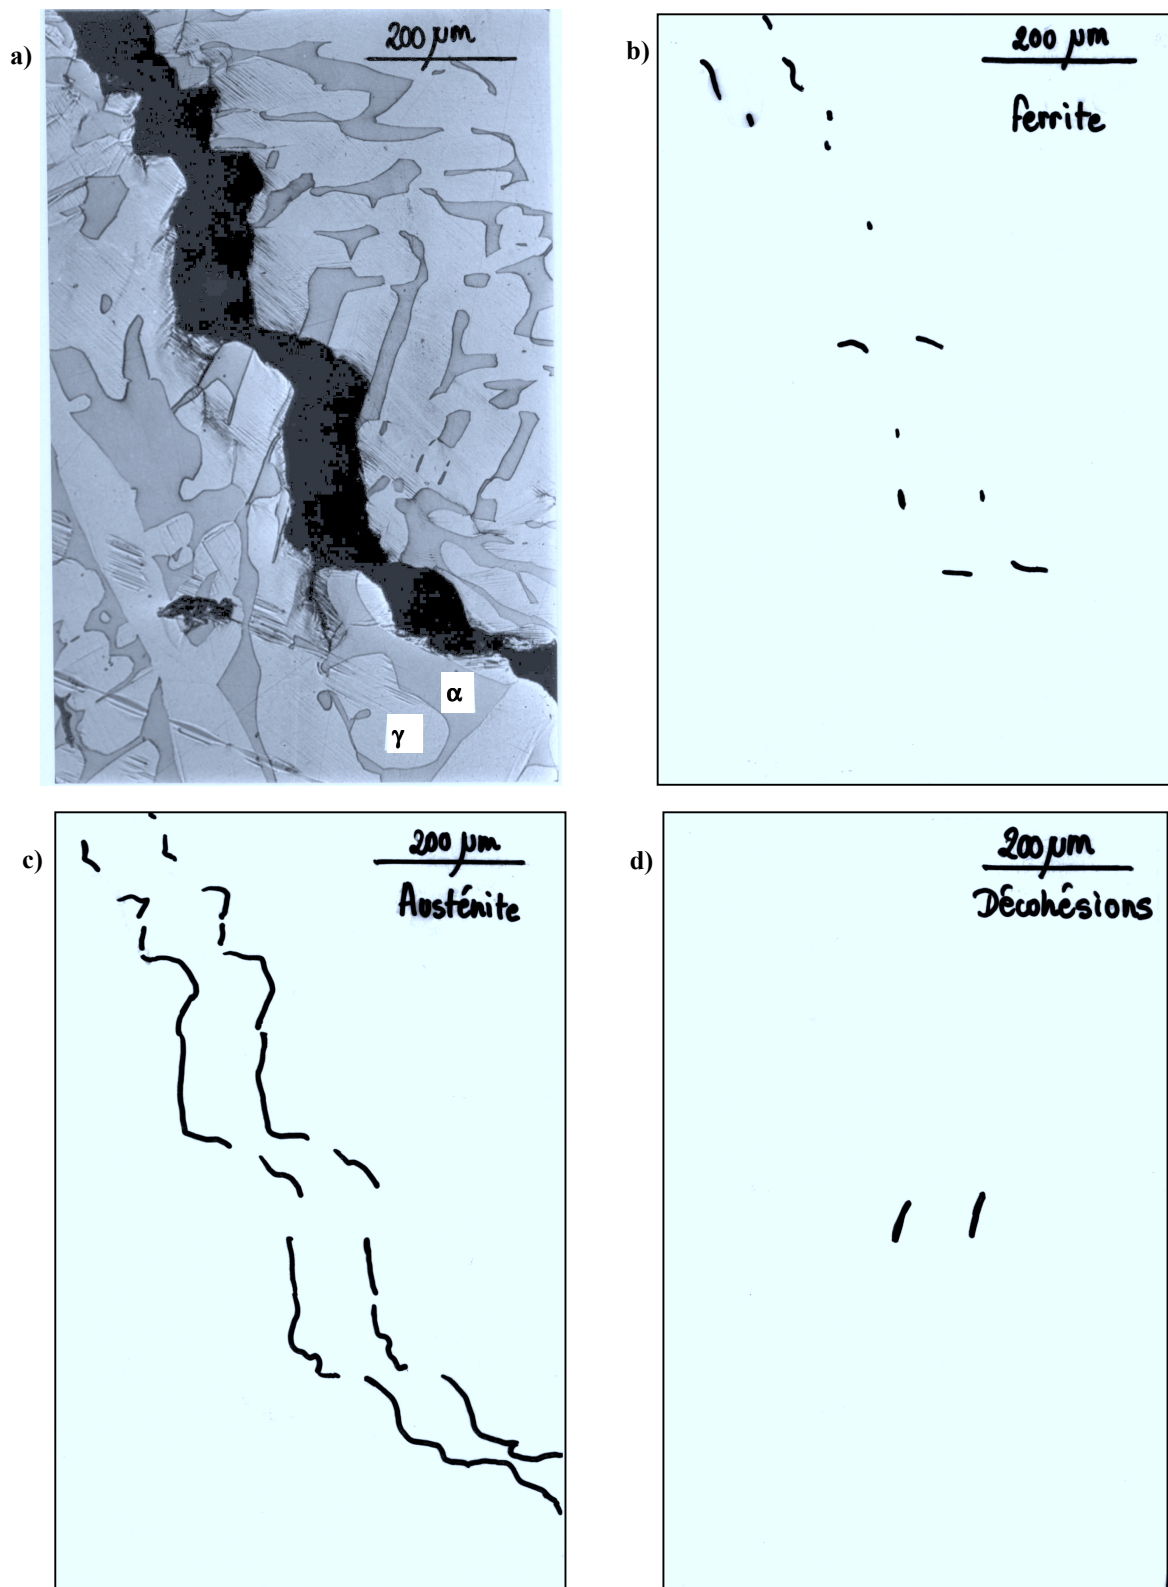 a)
200 µm
α
γ
b)
200 µm
ferrite
c)
200 µm
Austénite
d)
200 µm
Décohésions